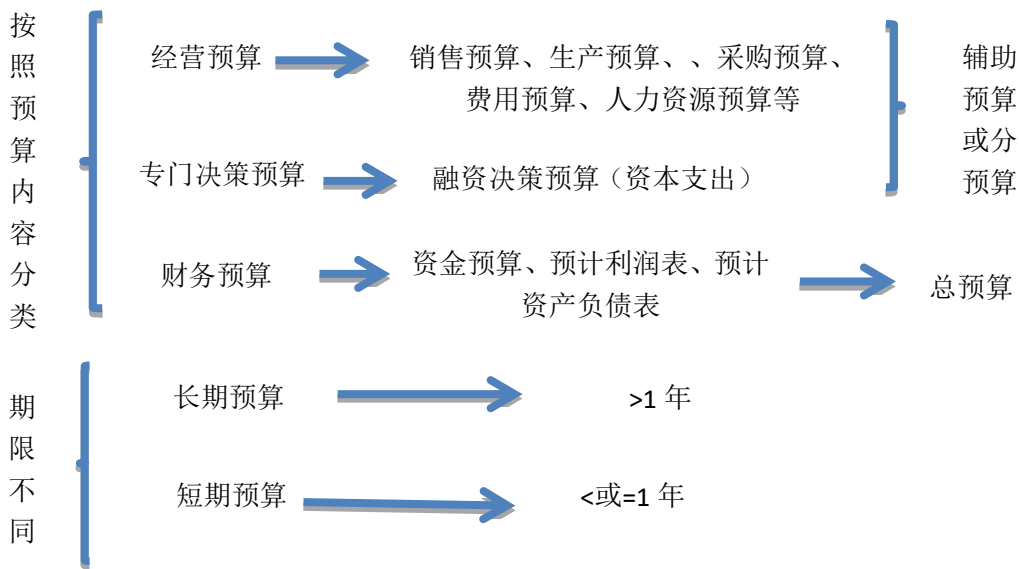 按照预算内容分类
经营预算
销售预算、生产预算、、采购预算、
费用预算、人力资源预算等
专门决策预算
融资决策预算（资本支出）
辅助
预算
或分
预算
财务预算
资金预算、预计利润表、预计
资产负债表
总预算
期限不同
长期预算
>1 年
短期预算
<或=1 年